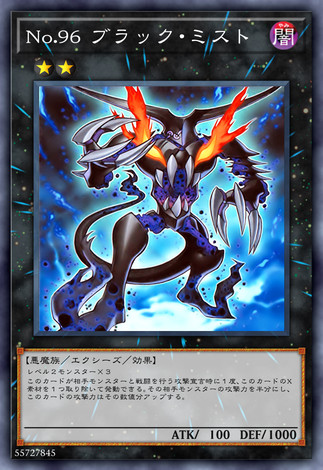 No.96 ブラック・ミスト
やみ
闇
【悪魔族／エクシーズ／効果】
レベル２モンスター×３
このカードが相手モンスターと戦闘を行う攻撃宣言時に１度、このカードのX
素材を１つ取り除いて発動できる。その相手モンスターの攻撃力を半分にし、
このカードの攻撃力はその数値分アップする。
ATK/ 100 DEF/1000
55727845